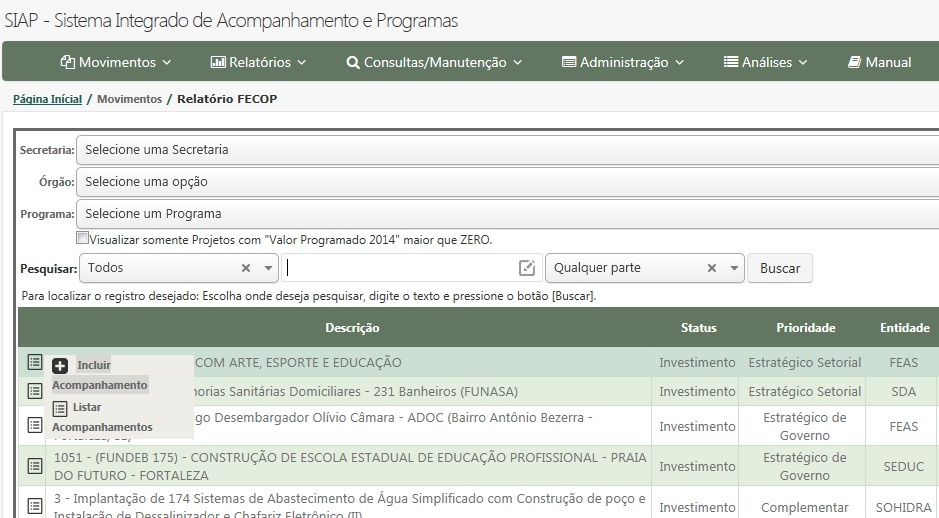 SIAP - Sistema Integrado de Acompanhamento e Programas
Movimentos Relatórios Consultas/Manutenção Administração Análises Manual
Página Inícial / Movimentos / Relatório FECOP
Secretaria: Selecione uma Secretaria
Órgão: Selecione uma opção
Programa: Selecione um Programa
Visualizar somente Projetos com "Valor Programado 2014" maior que ZERO.
Pesquisar: Todos Qualquer parte Buscar
Para localizar o registro desejado: Escolha onde deseja pesquisar, digite o texto e pressione o botão [Buscar].
Descrição Status Prioridade Entidade
Incluir
Acompanhamento
Listar
Acompanhamentos
COM ARTE, ESPORTE E EDUCAÇÃO Investimento Estratégico Setorial FEAS
horias Sanitárias Domiciliares - 231 Banheiros (FUNASA) Investimento Estratégico Setorial SDA
go Desembargador Olívio Câmara - ADOC (Bairro Antônio Bezerra -
Investimento Estratégico de
Governo FEAS
1051 - (FUNDEB 175) - CONSTRUÇÃO DE ESCOLA ESTADUAL DE EDUCAÇÃO PROFISSIONAL - PRAIA
DO FUTURO - FORTALEZA Investimento Estratégico de
Governo SEDUC
3 - Implantação de 174 Sistemas de Abastecimento de Água Simplificado com Construção de poço e
Instalação de Dessalinizador e Chafariz Eletrônico (II) Investimento Complementar SOHIDRA